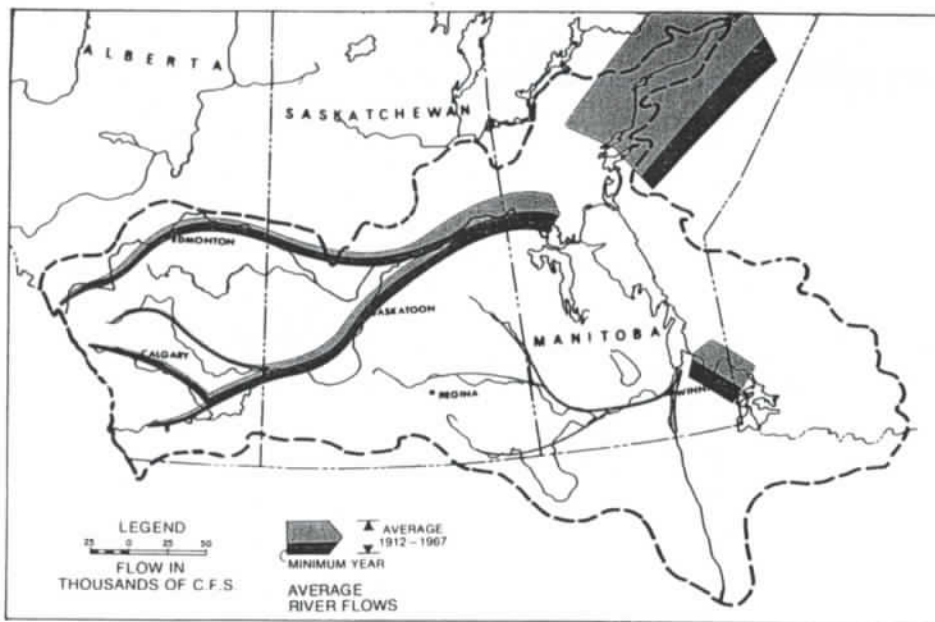 ALBERTA
SASKATCHEWAN
EDMONTON
SASKATOON
MANITOBA
CALGARY
REGINA
WINNI
LEGEND
25 0 25 50
FLOW IN
THOUSANDS OF C.F.S.
AVERAGE
1912–1967
MINIMUM YEAR
AVERAGE
RIVER FLOWS